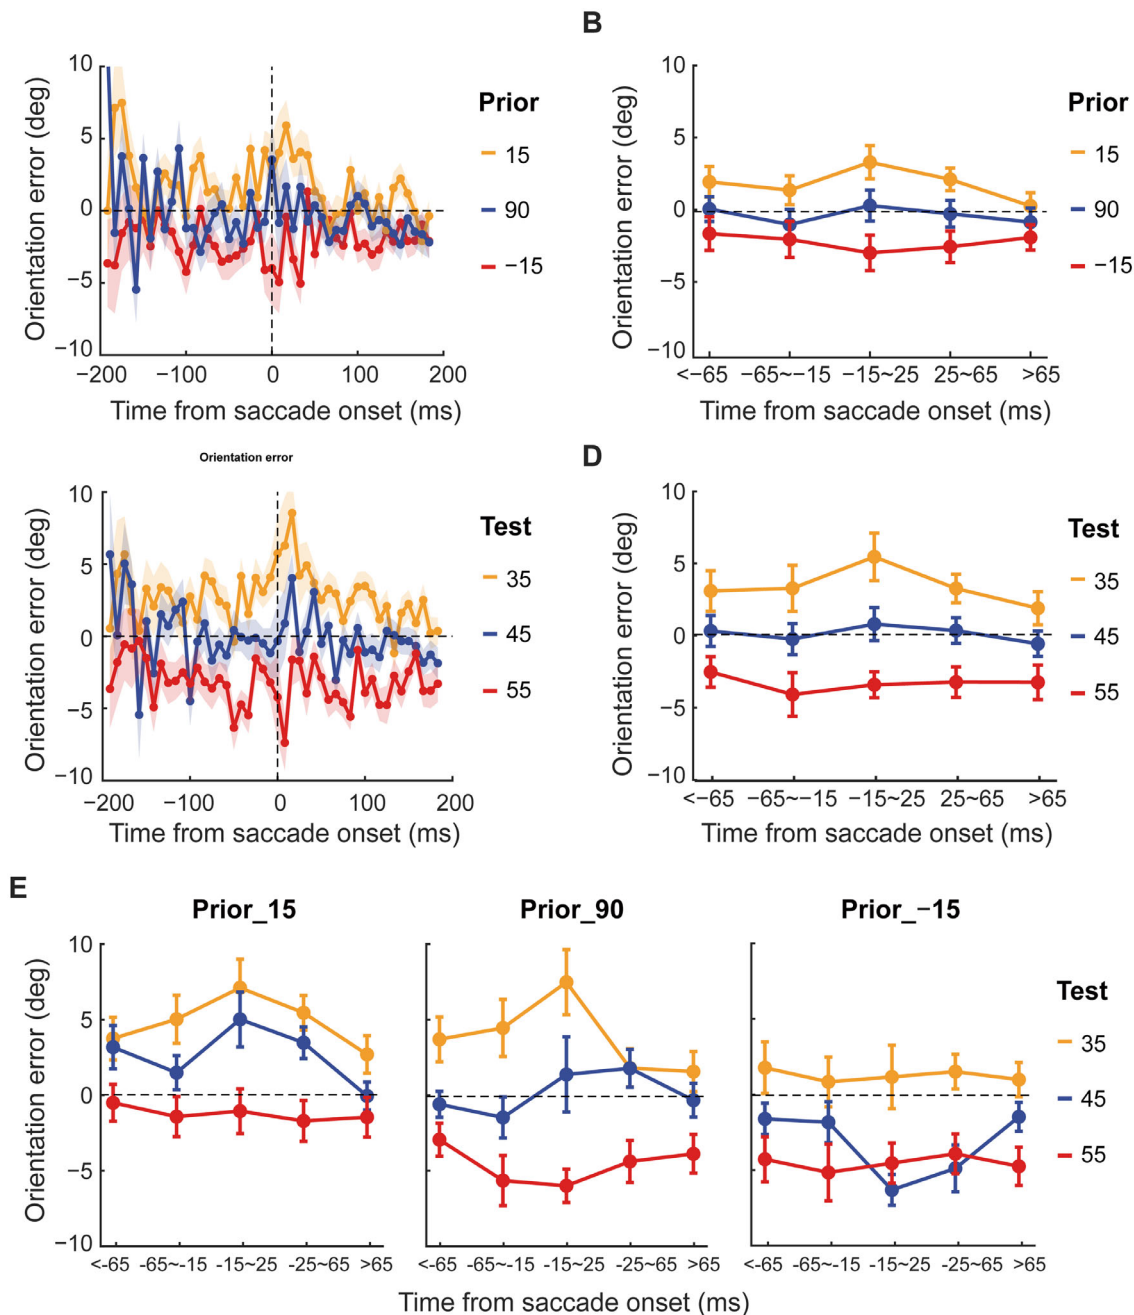 B
10
5
0
−5
−10
Orientation error (deg)
−200 −100 0 100 200
Time from saccade onset (ms)
Prior
15
90
−15
10
5
0
−5
−10
Orientation error (deg)
<−65 −65~−15 −15~25 25~65 >65
Time from saccade onset (ms)
Prior
15
90
−15
Orientation error
D
10
5
0
−5
−10
Orientation error (deg)
−200 −100 0 100 200
Time from saccade onset (ms)
Test
35
45
55
10
5
0
−5
−10
Orientation error (deg)
<−65 −65~−15 −15~25 25~65 >65
Time from saccade onset (ms)
Test
35
45
55
E
Prior_15 Prior_90 Prior_−15
10
5
0
−5
−10
Orientation error (deg)
<-65 -65~-15 -15~25 -25~65 >65
<-65 -65~-15 -15~25 -25~65 >65
<-65 -65~-15 -15~25 -25~65 >65
Time from saccade onset (ms)
Test
35
45
55